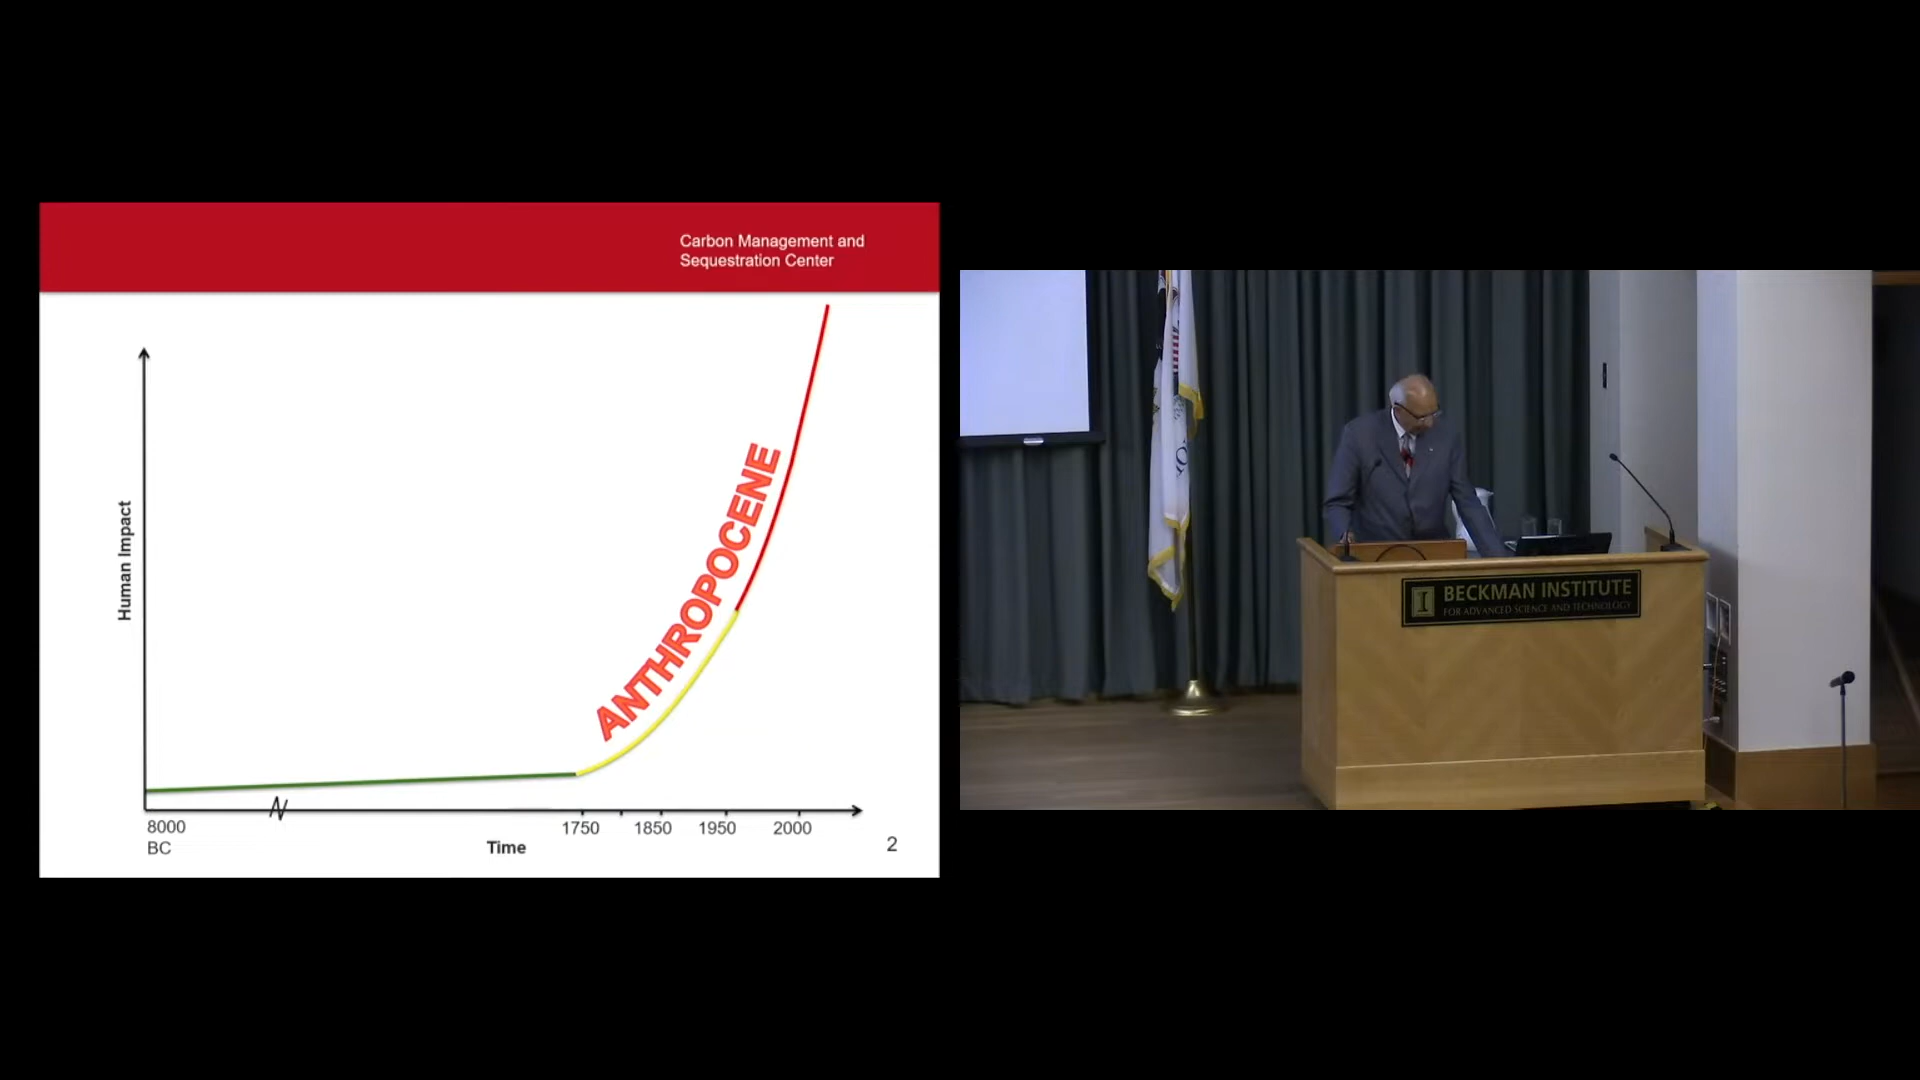 Carbon Management and
Sequestration Center
ANTHROPOCENE
Human Impact
8000
BC
1750
1850
1950
2000
Time
2
I BECKMAN INSTITUTE
FOR ADVANCED SCIENCE AND TECHNOLOGY